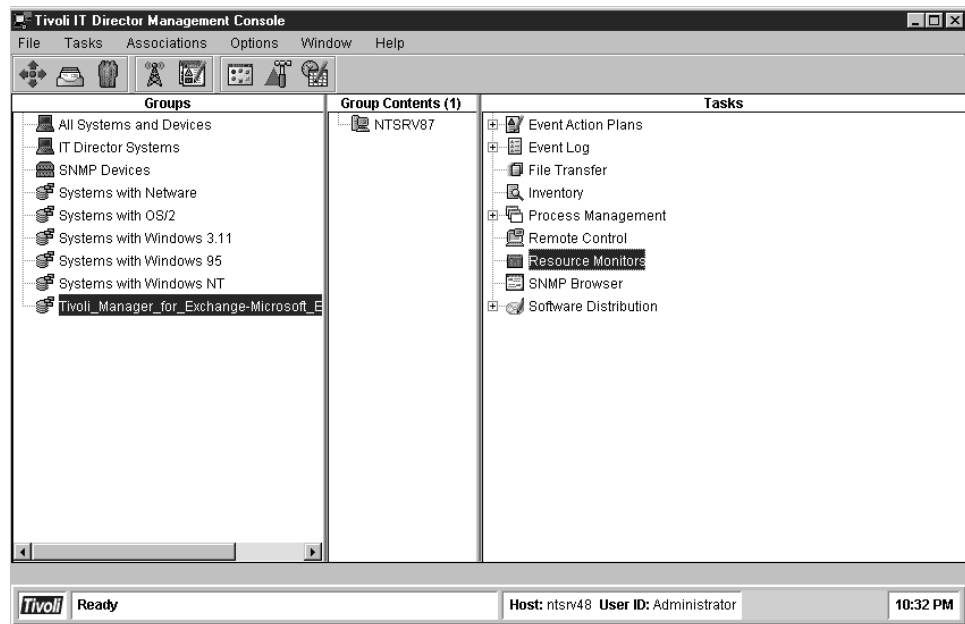 Tivoli IT Director Management Console
File Tasks Associations Options Window Help
Groups
All Systems and Devices
IT Director Systems
SNMP Devices
Systems with Netware
Systems with OS/2
Systems with Windows 3.11
Systems with Windows 95
Systems with Windows NT
Tivoli_Manager_for_Exchange-Microsoft_E
Group Contents (1)
NTSRV87
Tasks
Event Action Plans
Event Log
File Transfer
Inventory
Process Management
Remote Control
Resource Monitors
SNMP Browser
Software Distribution
Tivoli Ready Host: ntsrv48 User ID: Administrator 10:32 PM